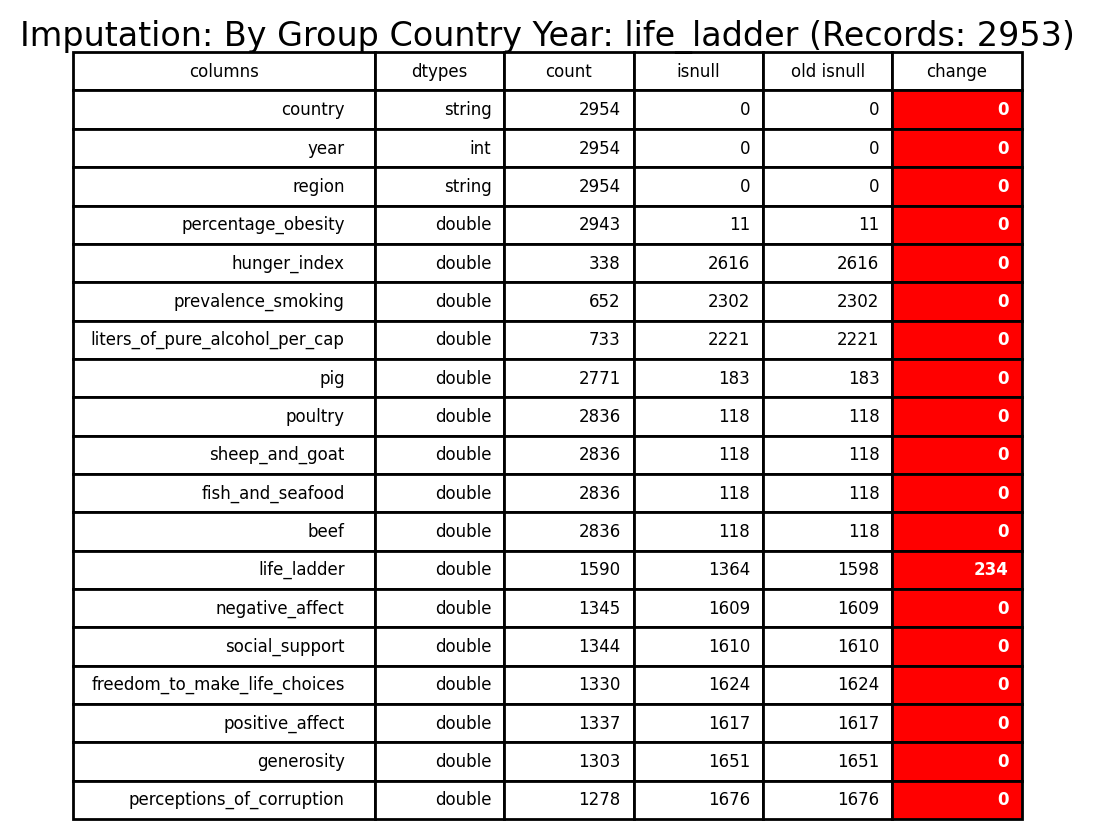 Imputation: By Group Country Year: life_ladder (Records: 2953)
columns dtypes count isnull old isnull change
country string 2954 0 0 0
year int 2954 0 0 0
region string 2954 0 0 0
percentage_obesity double 2943 11 11 0
hunger_index double 338 2616 2616 0
prevalence_smoking double 652 2302 2302 0
liters_of_pure_alcohol_per_cap double 733 2221 2221 0
pig double 2771 183 183 0
poultry double 2836 118 118 0
sheep_and_goat double 2836 118 118 0
fish_and_seafood double 2836 118 118 0
beef double 2836 118 118 0
life_ladder double 1590 1364 1598 234
negative_affect double 1345 1609 1609 0
social_support double 1344 1610 1610 0
freedom_to_make_life_choices double 1330 1624 1624 0
positive_affect double 1337 1617 1617 0
generosity double 1303 1651 1651 0
perceptions_of_corruption double 1278 1676 1676 0